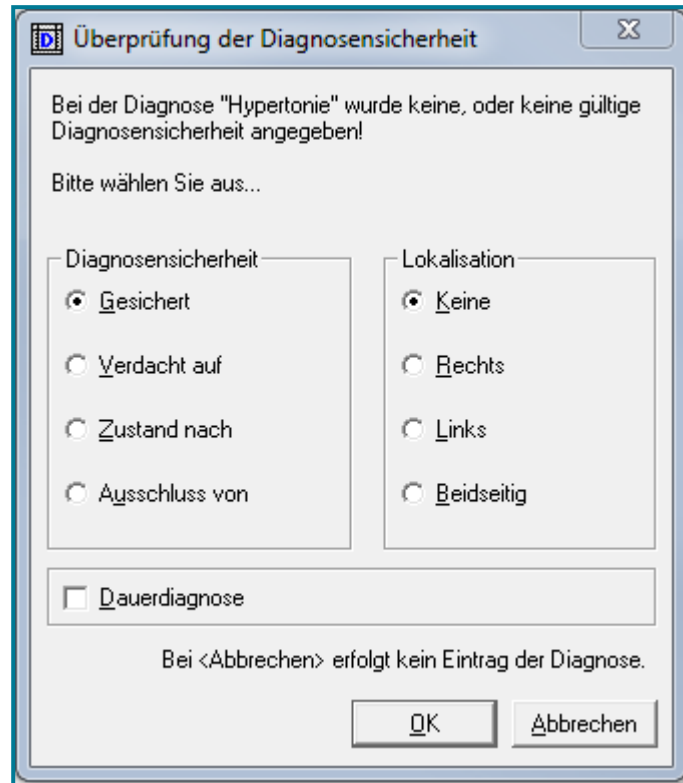 Überprüfung der Diagnosensicherheit
Bei der Diagnose "Hypertonie" wurde keine, oder keine gültige
Diagnosensicherheit angegeben!
Bitte wählen Sie aus...
Diagnosensicherheit
Gesichert
Verdacht auf
Zustand nach
Ausschluss von
Lokalisation
Keine
Rechts
Links
Beidseitig
Dauerdiagnose
Bei <Abbrechen> erfolgt kein Eintrag der Diagnose.
OK
Abbrechen